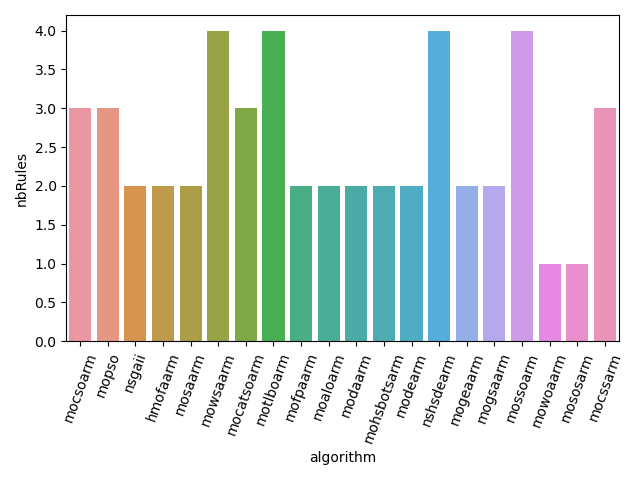 4.0
3.5
3.0
2.5
2.0
1.5
1.0
0.5
0.0
nbRules
mocsoarm
mopso
nsgaii
hmofaarm
mosaarm
mowsaarm
mocatsoarm
motlboarm
mofpaarm
moaloarm
modaarm
mohsbotsarm
modearm
nshsdearm
mogeaarm
mogsaarm
mossoarm
mowoaarm
mososarm
mocssarm
algorithm